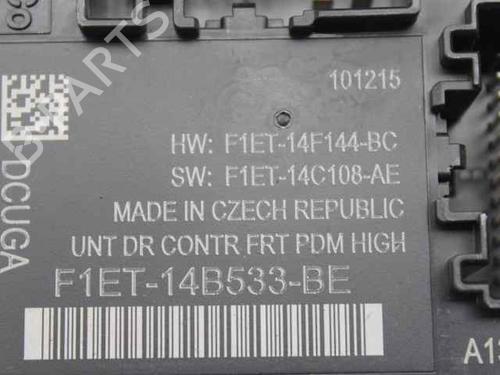 101215
HW: F1ET-14F144-BC
SW: F1ET-14C108-AE
MADE IN CZECH REPUBLIC
UNT DR CONTR FRT PDM HIGH
F1ET-14B533-BE
DCUGA